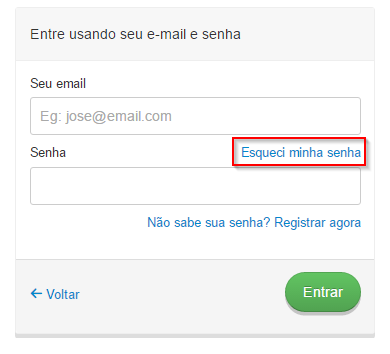 Entre usando seu e-mail e senha
Seu email
Eg: jose@email.com
Senha Esqueci minha senha
Não sabe sua senha? Registrar agora
← Voltar Entrar